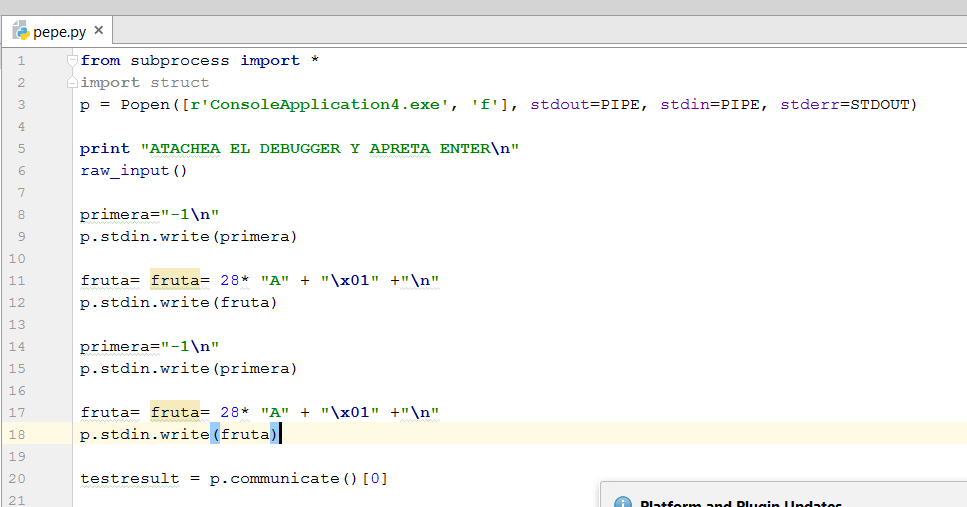 pepe.py ×
1 from subprocess import *
2 import struct
3 p = Popen([r'ConsoleApplication4.exe', 'f'], stdout=PIPE, stdin=PIPE, stderr=STDOUT)
4
5 print "ATACHEA EL DEBUGGER Y APRETA ENTER\n"
6 raw_input()
7
8 primera="-1\n"
9 p.stdin.write(primera)
10
11 fruta= fruta= 28* "A" + "\x01" +"\n"
12 p.stdin.write(fruta)
13
14 primera="-1\n"
15 p.stdin.write(primera)
16
17 fruta= fruta= 28* "A" + "\x01" +"\n"
18 p.stdin.write(fruta)
19
20 testresult = p.communicate()[0]
21
Platform and Plugin Updates